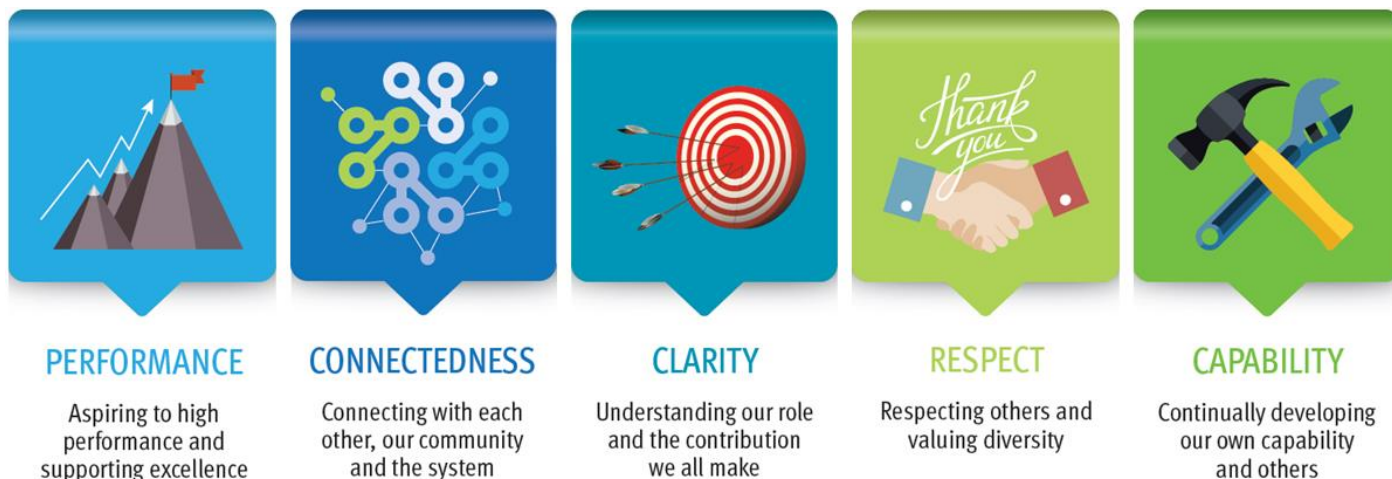 Thank
you
PERFORMANCE
Aspiring to high
performance and
supporting excellence
CONNECTEDNESS
Connecting with each
other, our community
and the system
CLARITY
Understanding our role
and the contribution
we all make
RESPECT
Respecting others and
valuing diversity
CAPABILITY
Continually developing
our own capability
and others